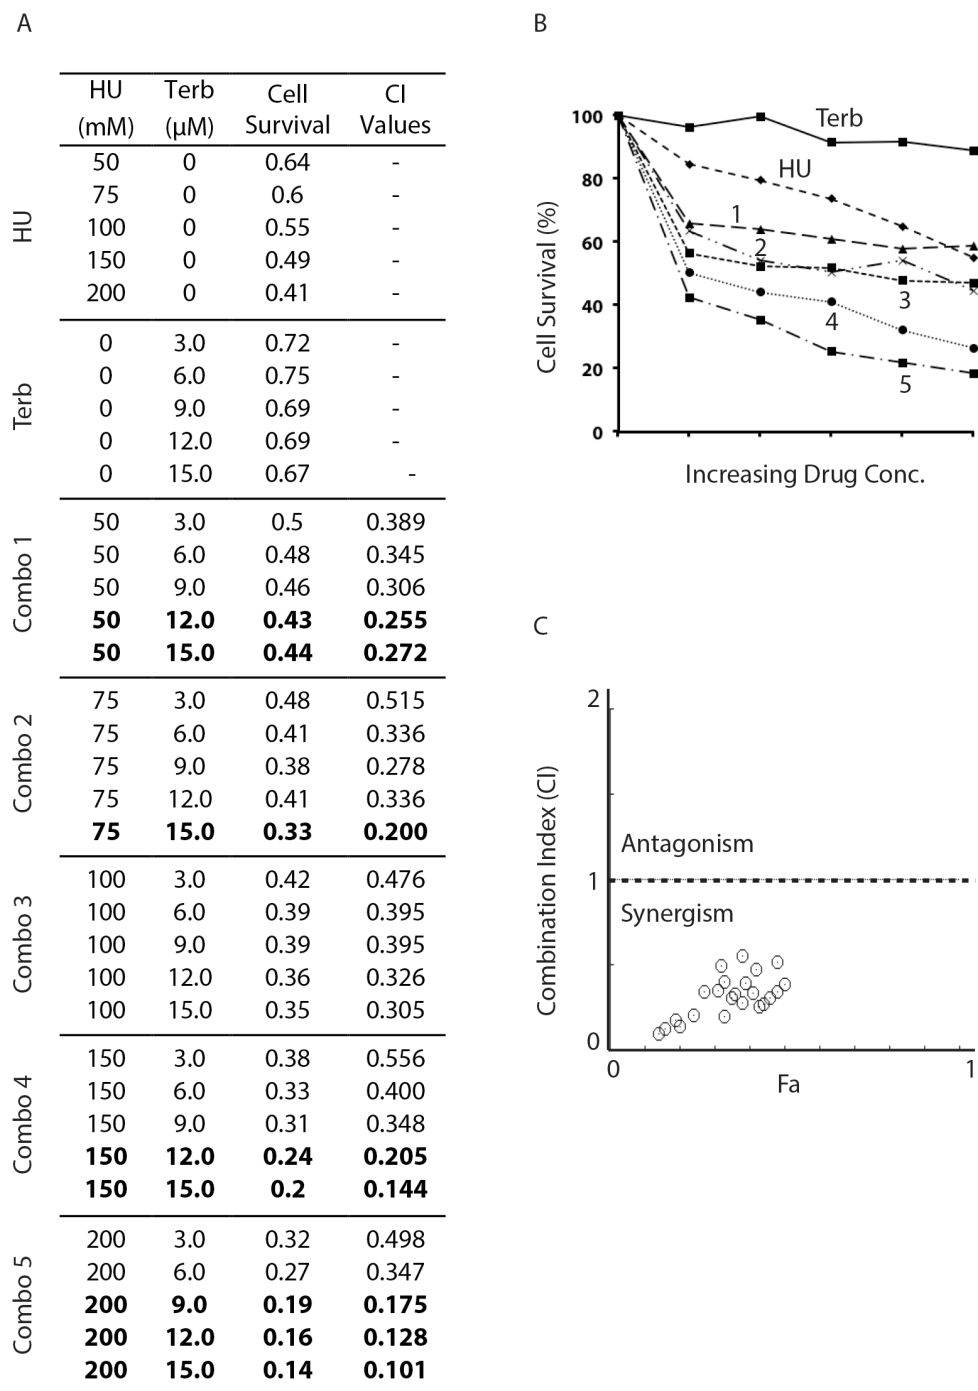 A
HU Terb Cell CI
(mM) (µM) Survival Values
HU
50 0 0.64 -
75 0 0.6 -
100 0 0.55 -
150 0 0.49 -
200 0 0.41 -
Terb
0 3.0 0.72 -
0 6.0 0.75 -
0 9.0 0.69 -
0 12.0 0.69 -
0 15.0 0.67 -
Combo 1
50 3.0 0.5 0.389
50 6.0 0.48 0.345
50 9.0 0.46 0.306
50 12.0 0.43 0.255
50 15.0 0.44 0.272
Combo 2
75 3.0 0.48 0.515
75 6.0 0.41 0.336
75 9.0 0.38 0.278
75 12.0 0.41 0.336
75 15.0 0.33 0.200
Combo 3
100 3.0 0.42 0.476
100 6.0 0.39 0.395
100 9.0 0.39 0.395
100 12.0 0.36 0.326
100 15.0 0.35 0.305
Combo 4
150 3.0 0.38 0.556
150 6.0 0.33 0.400
150 9.0 0.31 0.348
150 12.0 0.24 0.205
150 15.0 0.2 0.144
Combo 5
200 3.0 0.32 0.498
200 6.0 0.27 0.347
200 9.0 0.19 0.175
200 12.0 0.16 0.128
200 15.0 0.14 0.101
B
Cell Survival (%)
100
80
60
40
20
0
Terb
HU
1
2
3
4
5
Increasing Drug Conc.
C
Combination Index (CI)
2
1
0
Antagonism
Synergism
0 1
Fa